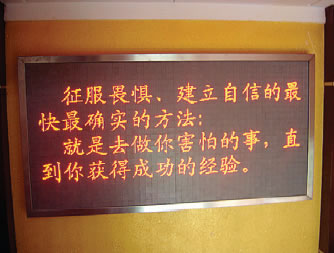 征服畏惧、建立自信的最
快最确实的方法:
就是去做你害怕的事，直
到你获得成功的经验。